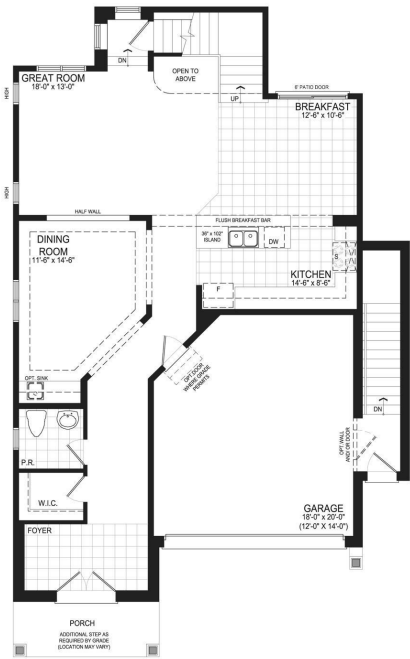 DN
OPEN TO
ABOVE
UP
GREAT ROOM
18'-0" x 13'-0"
6' PATIO DOOR
BREAKFAST
12'-6" x 10'-6"
HIGH
HIGH
HALF WALL
FLUSH BREAKFAST BAR
36" x 102"
ISLAND
DW
DINING
ROOM
11'-6" x 14'-6"
S
KITCHEN
14'-6" x 8'-6"
F
OPT. DOOR
WHERE GRADE
PERMITS
OPT. SINK
DN
OPT WALL
AND/ OR DOOR
P.R.
W.I.C.
GARAGE
18'-0" x 20'-0"
(12'-0" X 14'-0")
FOYER
PORCH
ADDITIONAL STEP AS
REQUIRED BY GRADE
(LOCATION MAY VARY)